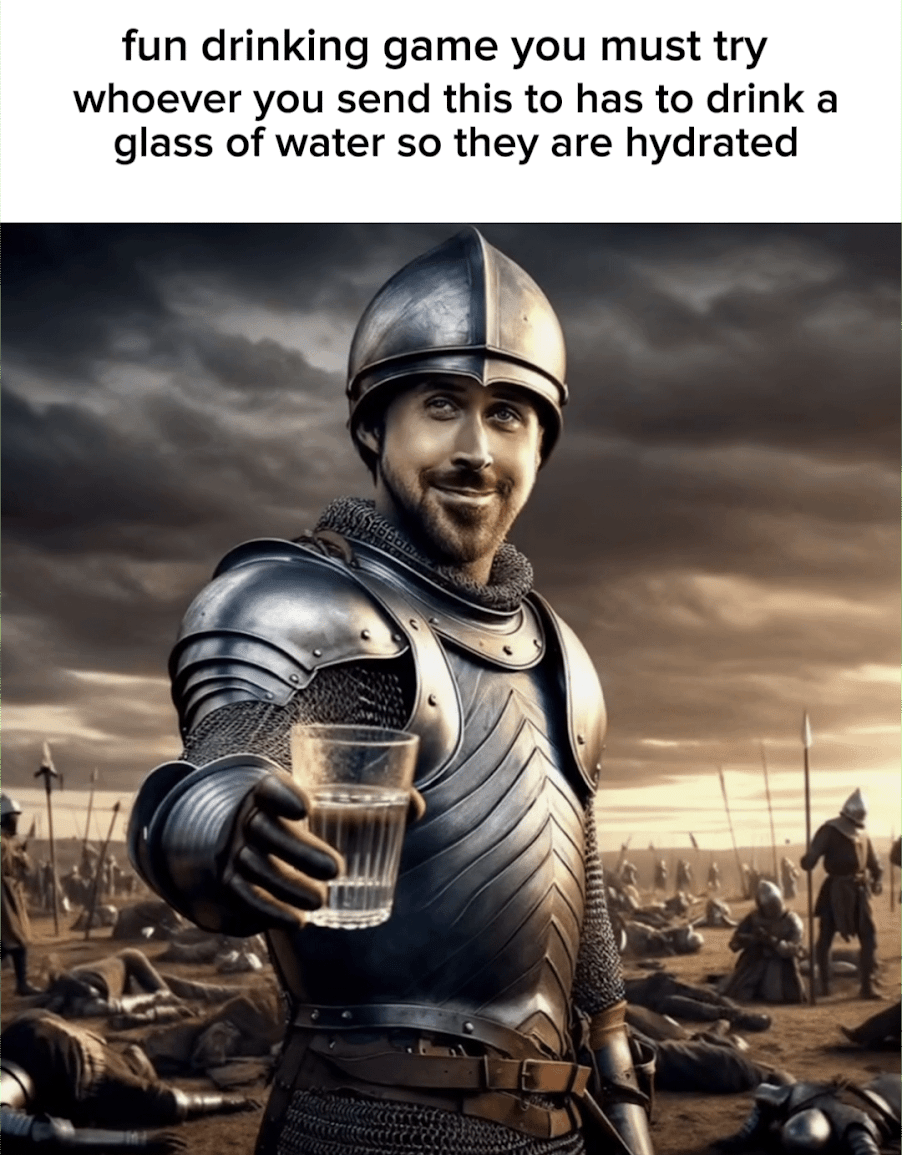 fun drinking game you must try
whoever you send this to has to drink a
glass of water so they are hydrated